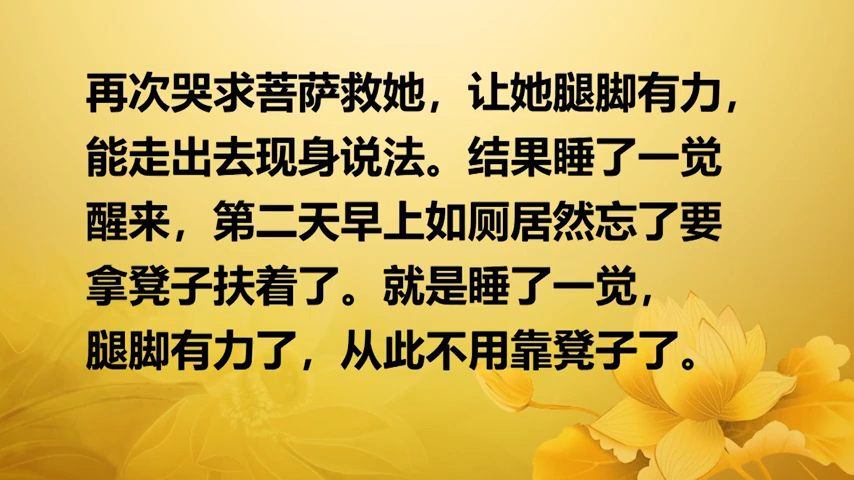 再次哭求菩萨救她，让她腿脚有力，
能走出去现身说法。结果睡了一觉
醒来，第二天早上如厕居然忘了要
拿凳子扶着了。就是睡了一觉，
腿脚有力了，从此不用靠凳子了。